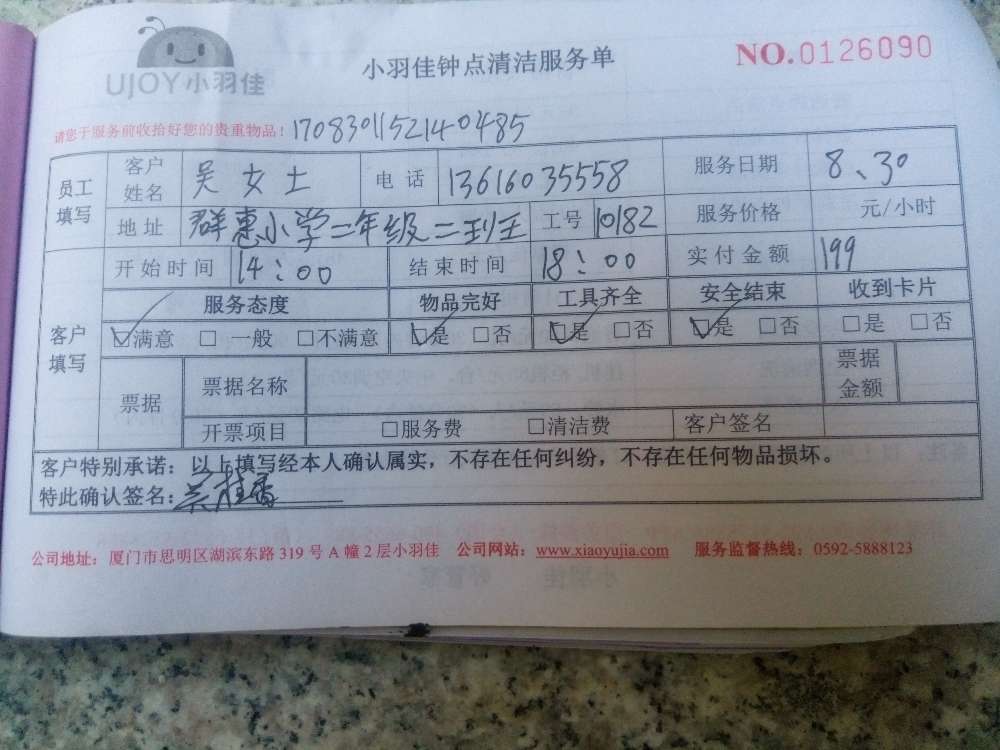 UJOY小羽佳
小羽佳钟点清洁服务单
NO.0126090
请您于服务前收拾好您的贵重物品! 1708301152140485
员工填写 客户姓名 吴女士 电话 13616035558 服务日期 8、30
地址 群惠小学二年级二班 工号 10182 服务价格 元/小时
客户填写 开始时间 14:00 结束时间 18:00 实付金额 199
服务态度 物品完好 工具齐全 安全结束 收到卡片
☑满意 □一般 □不满意 ☑是 □否 ☑是 □否 ☑是 □否 □是 □否
票据 票据名称 票据金额
开票项目 □服务费 □清洁费 客户签名
客户特别承诺：以上填写经本人确认属实，不存在任何纠纷，不存在任何物品损坏。
特此确认签名：吴桂香
公司地址：厦门市思明区湖滨东路 319 号 A 幢 2 层小羽佳 公司网站：www.xiaoyujia.com 服务监督热线：0592-5888123